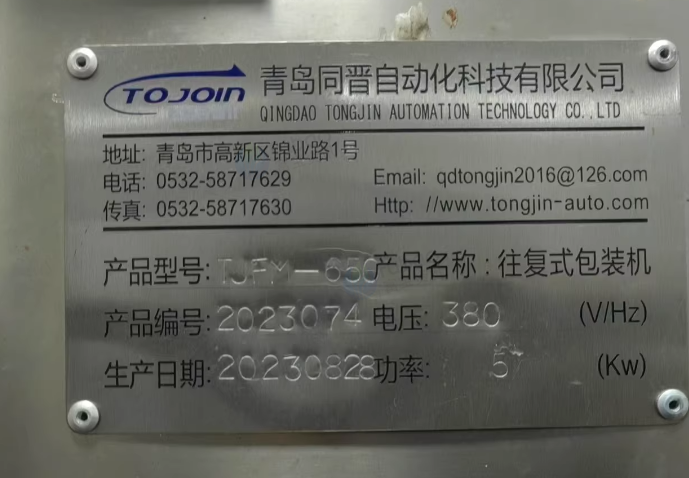 TOJOIN 青岛同晋自动化科技有限公司
QINGDAO TONGJIN AUTOMATION TECHNOLOGY CO.,LTD
地址: 青岛市高新区锦业路1号
电话: 0532-58717629 Email: qdtongjin2016@126.com
传真: 0532-58717630 Http: //www.tongjin-auto.com
产品型号: TJFM-650 产品名称: 往复式包装机
产品编号: 2023074 电压: 380 (V/Hz)
生产日期: 20230828 功率: 5 (Kw)